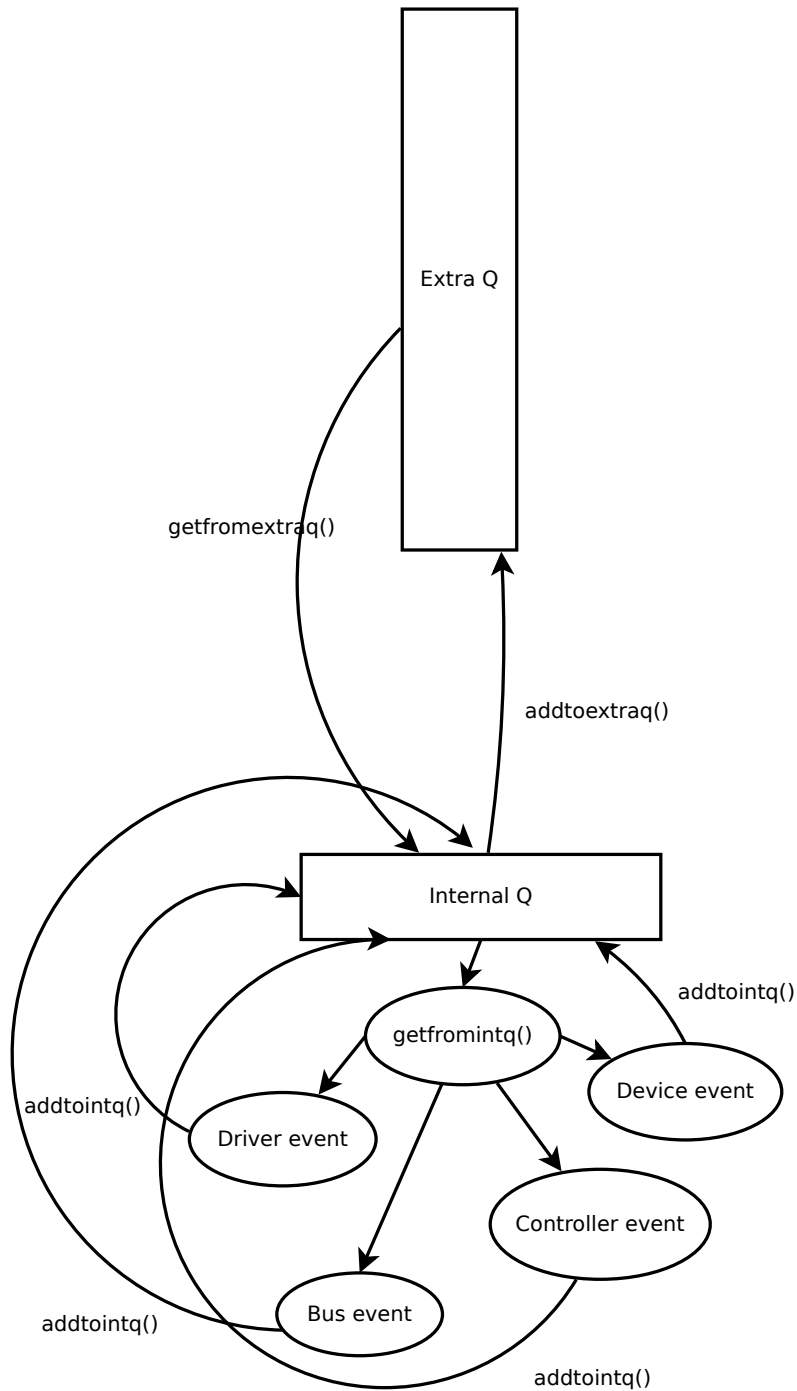 Extra Q
getfromextraq()
addtoextraq()
Internal Q
addtointq()
getfromintq()
Device event
addtointq()
Driver event
Controller event
Bus event
addtointq()
addtointq()